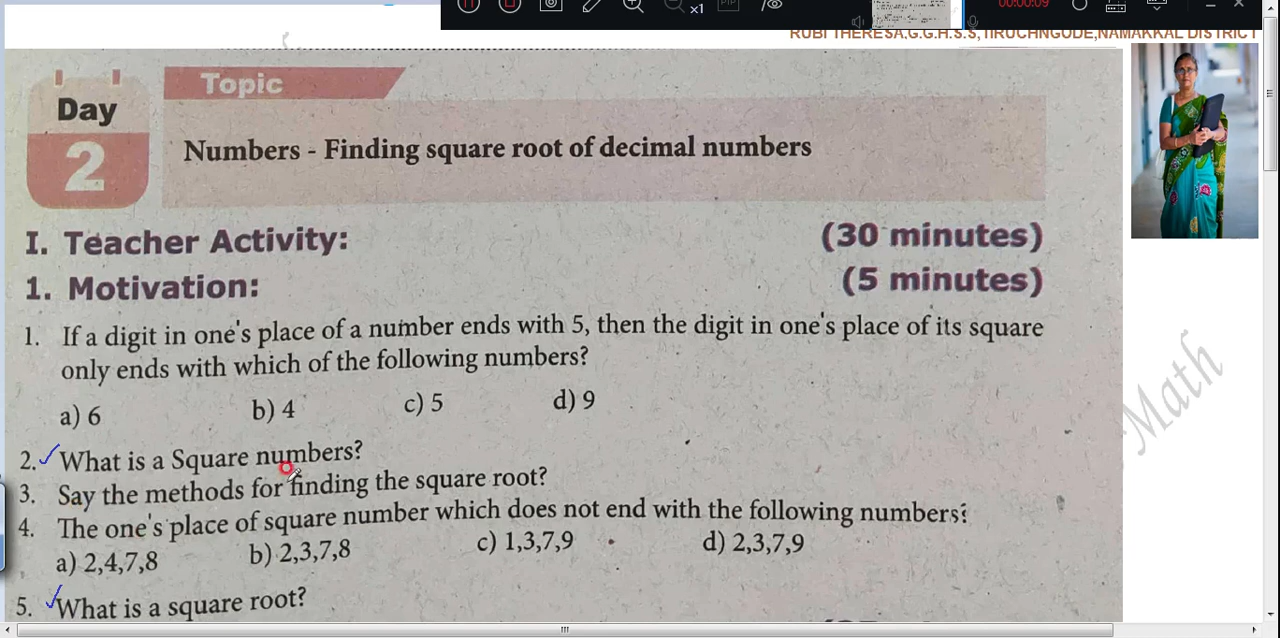 x1
PIP
00:00:09
RUBI THERESA,G.G.H.S.S,TIRUCHNGODE,NAMAKKAL DISTRICT
Day
2
Topic
Numbers - Finding square root of decimal numbers
I. Teacher Activity: (30 minutes)
1. Motivation: (5 minutes)
1. If a digit in one's place of a number ends with 5, then the digit in one's place of its square
only ends with which of the following numbers?
a) 6 b) 4 c) 5 d) 9
2. What is a Square numbers?
3. Say the methods for finding the square root?
4. The one's place of square number which does not end with the following numbers?
a) 2,4,7,8 b) 2,3,7,8 c) 1,3,7,9 d) 2,3,7,9
5. What is a square root?
Math